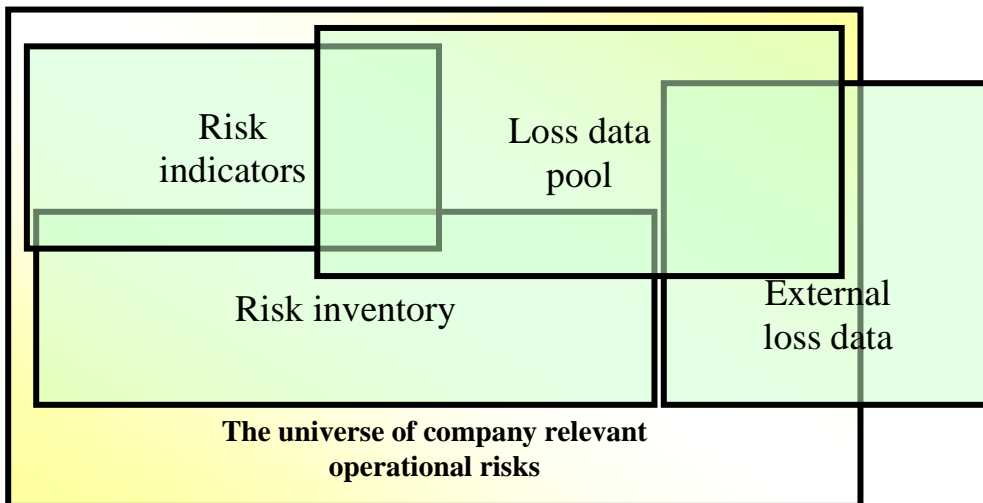 Risk
indicators
Loss data
pool
Risk inventory
External
loss data
The universe of company relevant
operational risks